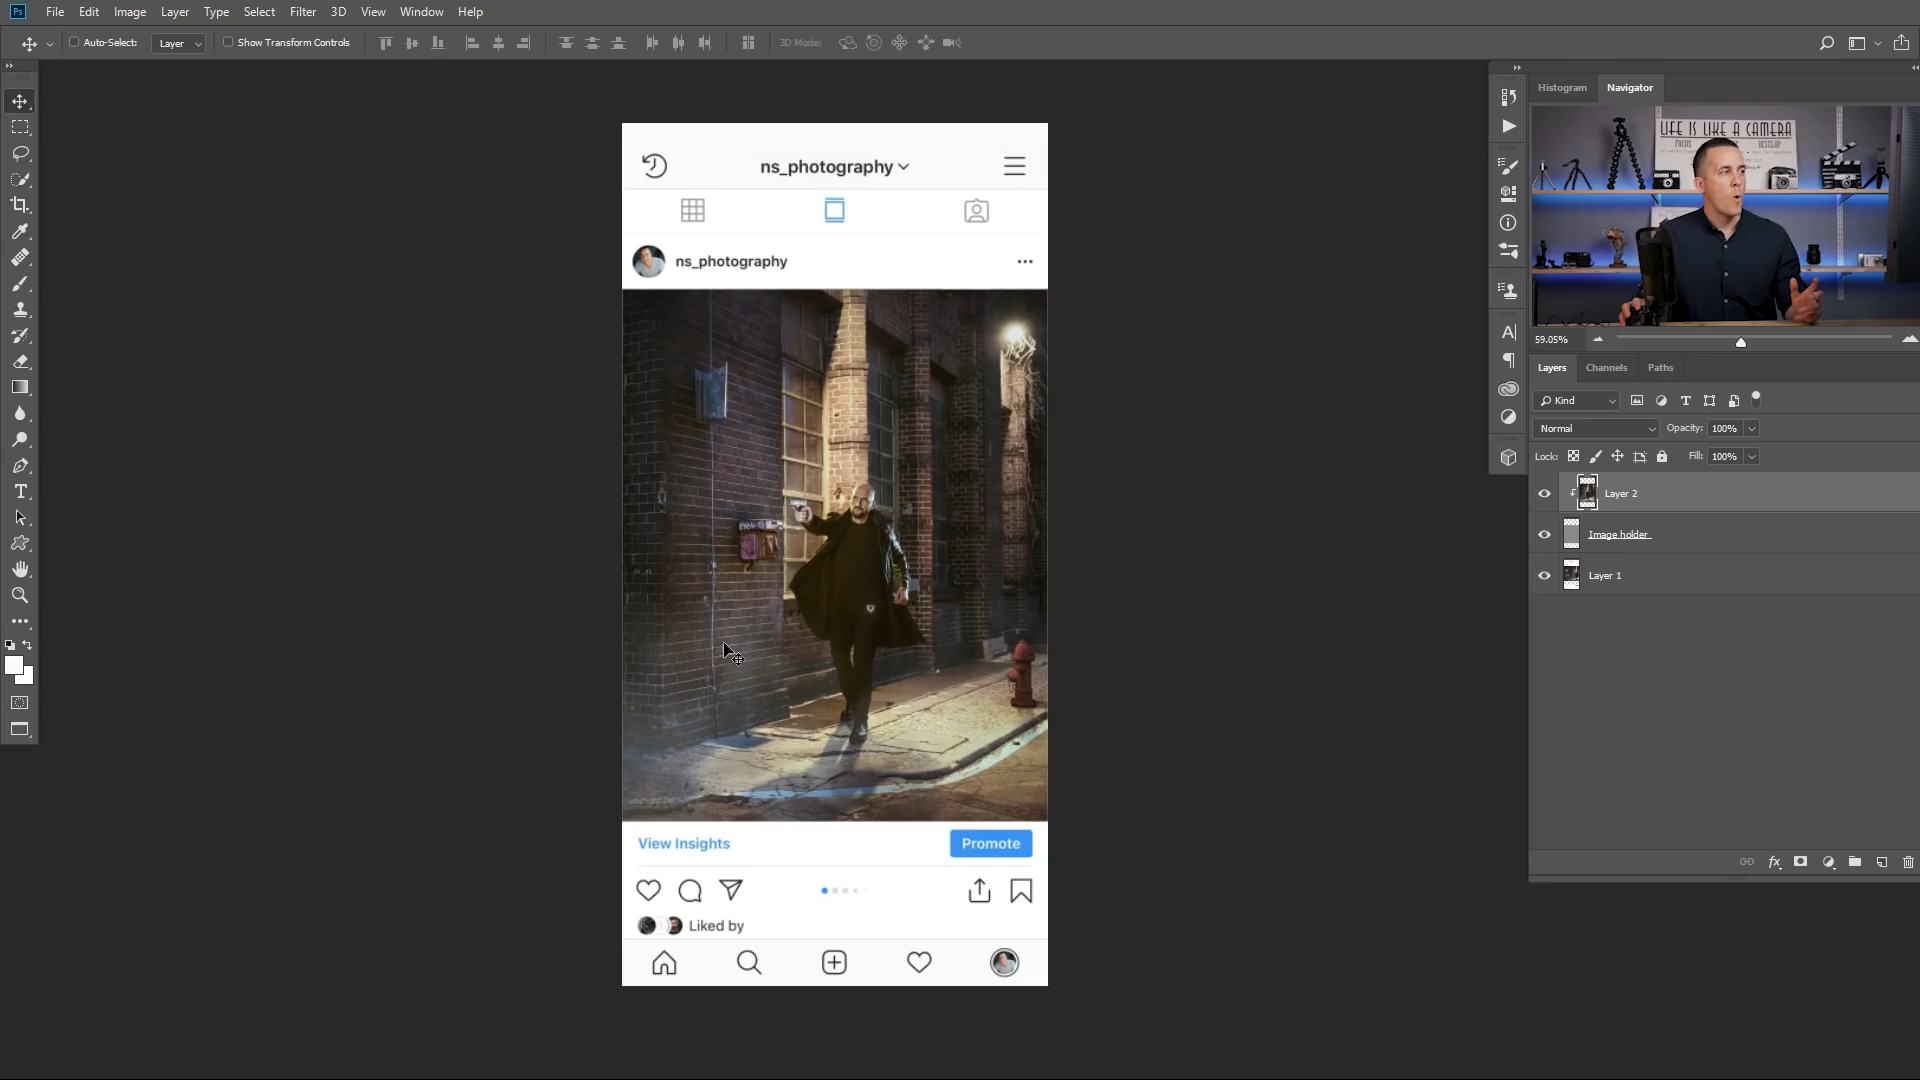 Ps File Edit Image Layer Type Select Filter 3D View Window Help
Auto-Select: Layer Show Transform Controls 3D Mode:
Histogram Navigator
LIFE IS LIKE A CAMERA
ns_photography
ns_photography
59.05%
Layers Channels Paths
Kind
Normal Opacity: 100%
Lock: Fill: 100%
Layer 2
Image holder
Layer 1
View Insights Promote
Liked by
fx